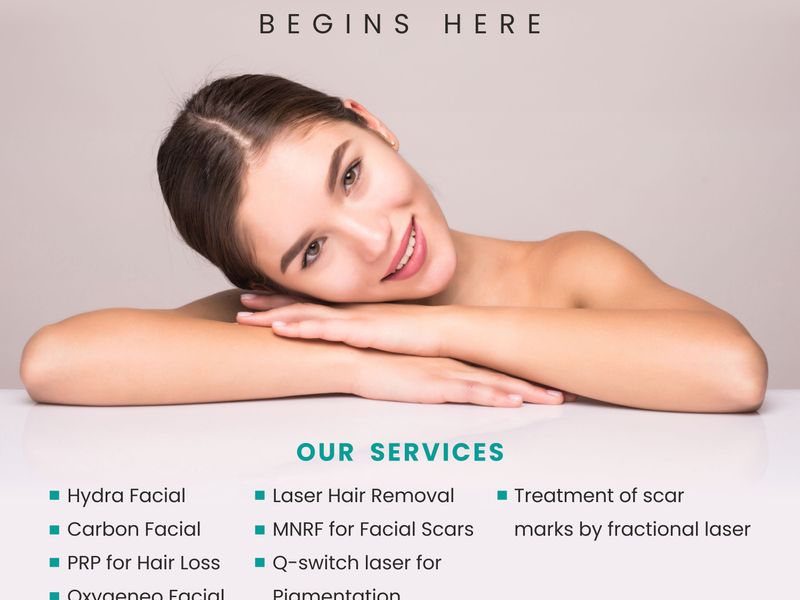 BEGINS HERE
OUR SERVICES
Hydra Facial
Carbon Facial
PRP for Hair Loss
Oxygeneo Facial
Laser Hair Removal
MNRF for Facial Scars
Q-switch laser for
Pigmentation
Treatment of scar
marks by fractional laser